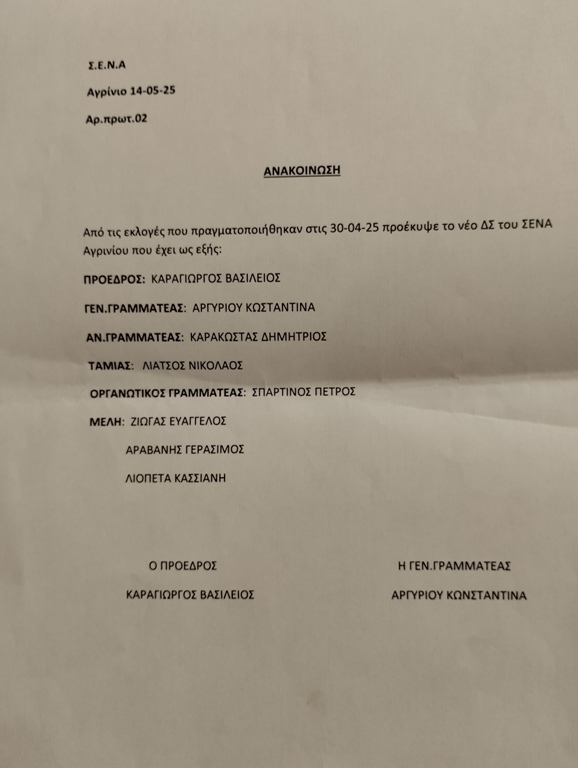 Σ.Ε.Ν.Α
Αγρίνιο 14-05-25
Αρ.πρωτ.02
ΑΝΑΚΟΙΝΩΣΗ
Από τις εκλογές που πραγματοποιήθηκαν στις 30-04-25 προέκυψε το νέο ΔΣ του ΣΕΝΑ
Αγρινίου που έχει ως εξής:
ΠΡΟΕΔΡΟΣ: ΚΑΡΑΓΙΩΡΓΟΣ ΒΑΣΙΛΕΙΟΣ
ΓΕΝ.ΓΡΑΜΜΑΤΕΑΣ: ΑΡΓΥΡΙΟΥ ΚΩΣΤΑΝΤΙΝΑ
ΑΝ.ΓΡΑΜΜΑΤΕΑΣ: ΚΑΡΑΚΩΣΤΑΣ ΔΗΜΗΤΡΙΟΣ
ΤΑΜΙΑΣ: ΛΙΑΤΣΟΣ ΝΙΚΟΛΑΟΣ
ΟΡΓΑΝΩΤΙΚΟΣ ΓΡΑΜΜΑΤΕΑΣ: ΣΠΑΡΤΙΝΟΣ ΠΕΤΡΟΣ
ΜΕΛΗ: ΖΙΩΓΑΣ ΕΥΑΓΓΕΛΟΣ
ΑΡΑΒΑΝΗΣ ΓΕΡΑΣΙΜΟΣ
ΛΙΟΠΕΤΑ ΚΑΣΣΙΑΝΗ
Ο ΠΡΟΕΔΡΟΣ Η ΓΕΝ.ΓΡΑΜΜΑΤΕΑΣ
ΚΑΡΑΓΙΩΡΓΟΣ ΒΑΣΙΛΕΙΟΣ ΑΡΓΥΡΙΟΥ ΚΩΝΣΤΑΝΤΙΝΑ